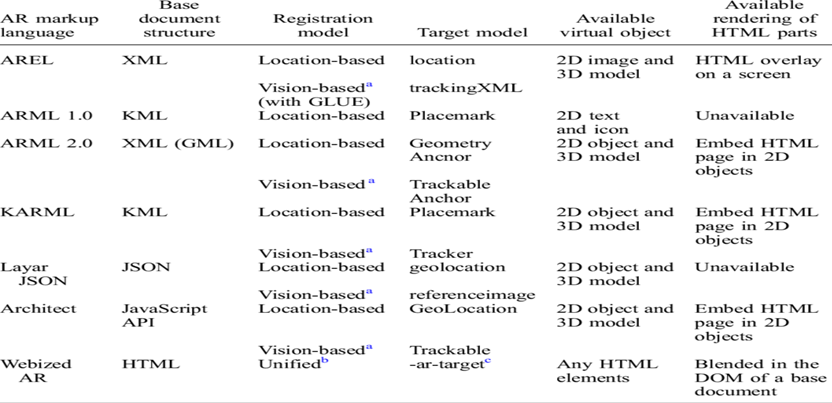 AR markup language Base document structure Registration model Target model Available virtual object Available rendering of HTML parts
AREL XML Location-based location 2D image and 3D model HTML overlay on a screen
Vision-baseda (with GLUE) trackingXML
ARML 1.0 KML Location-based Placemark 2D text and icon Unavailable
ARML 2.0 XML (GML) Location-based Geometry Ancnor 2D object and 3D model Embed HTML page in 2D objects
Vision-based a Trackable Anchor
KARML KML Location-based Placemark 2D object and 3D model Embed HTML page in 2D objects
Vision-baseda Tracker
Layar JSON JSON Location-based geolocation 2D object and 3D model Unavailable
Vision-baseda referenceimage
Architect JavaScript API Location-based GeoLocation 2D object and 3D model Embed HTML page in 2D objects
Vision-baseda Trackable
Webized AR HTML Unifiedb -ar-targetc Any HTML elements Blended in the DOM of a base document